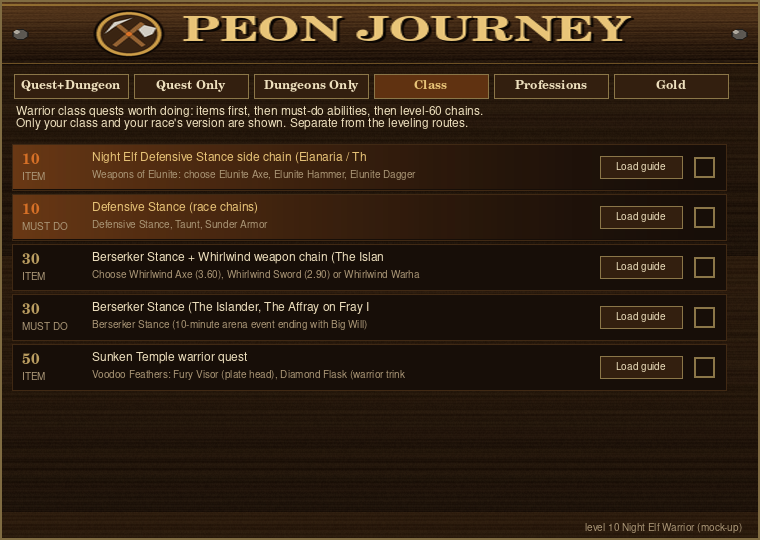 PEON JOURNEY
Quest+Dungeon
Quest Only
Dungeons Only
Class
Professions
Gold
Warrior class quests worth doing: items first, then must-do abilities, then level-60 chains.
Only your class and your race's version are shown. Separate from the leveling routes.
10
ITEM
Night Elf Defensive Stance side chain (Elanaria / Th
Weapons of Elunite: choose Elunite Axe, Elunite Hammer, Elunite Dagger
Load guide
10
MUST DO
Defensive Stance (race chains)
Defensive Stance, Taunt, Sunder Armor
Load guide
30
ITEM
Berserker Stance + Whirlwind weapon chain (The Islan
Choose Whirlwind Axe (3.60), Whirlwind Sword (2.90) or Whirlwind Warha
Load guide
30
MUST DO
Berserker Stance (The Islander, The Affray on Fray I
Berserker Stance (10-minute arena event ending with Big Will)
Load guide
50
ITEM
Sunken Temple warrior quest
Voodoo Feathers: Fury Visor (plate head), Diamond Flask (warrior trink
Load guide
level 10 Night Elf Warrior (mock-up)